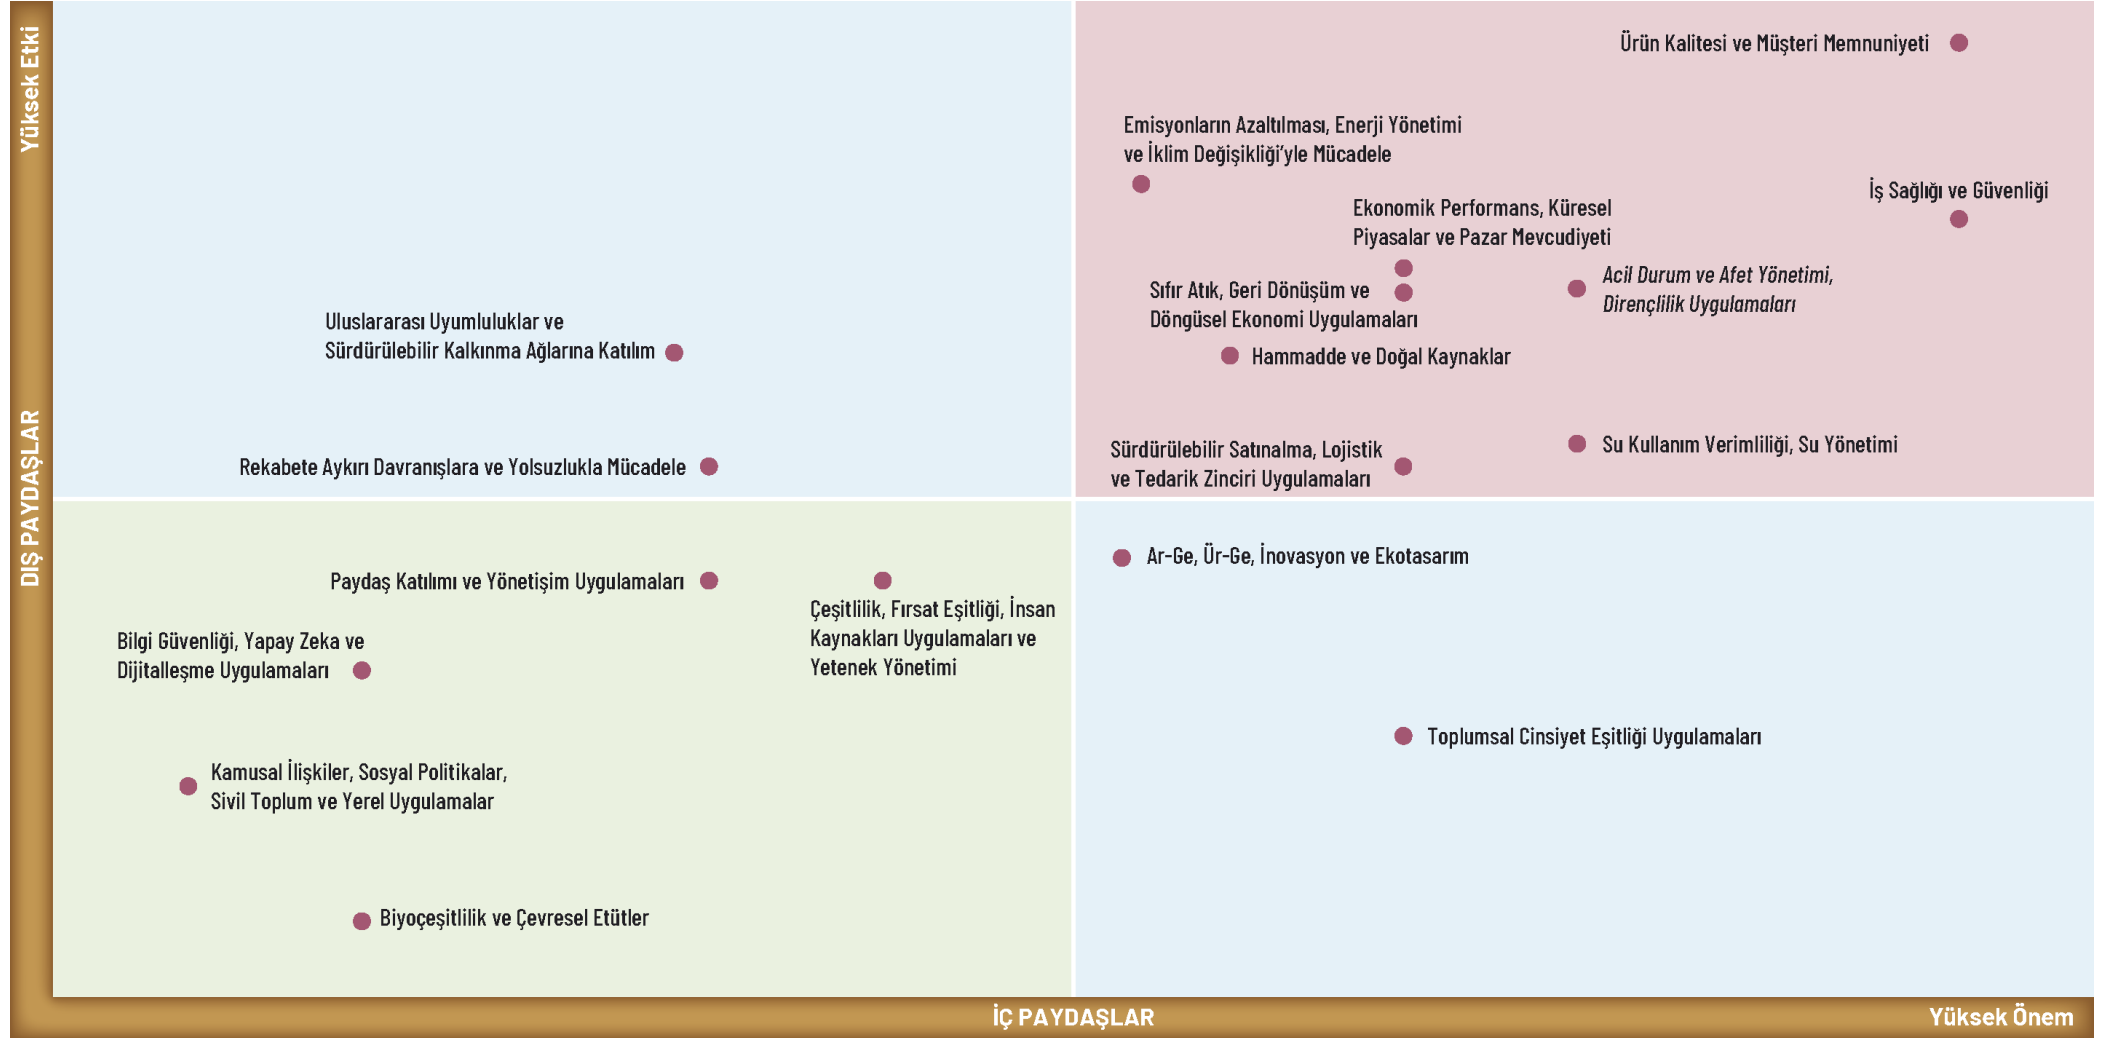 Yüksek Etki
DIŞ PAYDAŞLAR
Ürün Kalitesi ve Müşteri Memnuniyeti
Emisyonların Azaltılması, Enerji Yönetimi
ve İklim Değişikliği’yle Mücadele
İş Sağlığı ve Güvenliği
Ekonomik Performans, Küresel
Piyasalar ve Pazar Mevcudiyeti
Acil Durum ve Afet Yönetimi,
Dirençlilik Uygulamaları
Sıfır Atık, Geri Dönüşüm ve
Döngüsel Ekonomi Uygulamaları
Uluslararası Uyumluluklar ve
Sürdürülebilir Kalkınma Ağlarına Katılım
Hammadde ve Doğal Kaynaklar
Rekabete Aykırı Davranışlara ve Yolsuzlukla Mücadele
Sürdürülebilir Satınalma, Lojistik
ve Tedarik Zinciri Uygulamaları
Su Kullanım Verimliliği, Su Yönetimi
Ar-Ge, Ür-Ge, İnovasyon ve Ekotasarım
Paydaş Katılımı ve Yönetişim Uygulamaları
Çeşitlilik, Fırsat Eşitliği, İnsan
Kaynakları Uygulamaları ve
Yetenek Yönetimi
Bilgi Güvenliği, Yapay Zeka ve
Dijitalleşme Uygulamaları
Toplumsal Cinsiyet Eşitliği Uygulamaları
Kamusal İlişkiler, Sosyal Politikalar,
Sivil Toplum ve Yerel Uygulamalar
Biyoçeşitlilik ve Çevresel Etütler
İÇ PAYDAŞLAR
Yüksek Önem